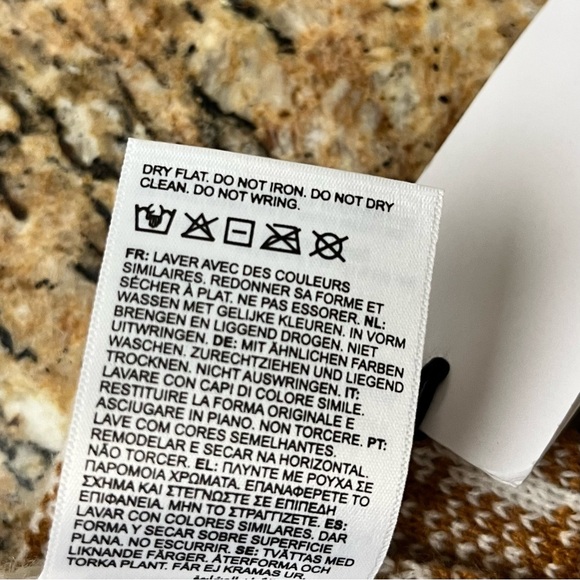 DRY FLAT. DO NOT IRON. DO NOT DRY
CLEAN. DO NOT WRING.
FR: LAVER AVEC DES COULEURS
SIMILAIRES. REDONNER SA FORME ET
SÉCHER À PLAT. NE PAS ESSORER. NL:
WASSEN MET GELIJKE KLEUREN. IN VORM
BRENGEN EN LIGGEND DROGEN. NIET
UITWRINGEN. DE: MIT ÄHNLICHEN FARBEN
WASCHEN. ZURECHTZIEHEN UND LIEGEND
TROCKNEN. NICHT AUSWRINGEN. IT:
LAVARE CON CAPI DI COLORE SIMILE.
RESTITUIRE LA FORMA ORIGINALE E
ASCIUGARE IN PIANO. NON TORCERE. PT:
LAVE COM CORES SEMELHANTES.
REMODELAR E SECAR NA HORIZONTAL.
NÃO TORCER. EL: ΠΛΥΝΤΕ ΜΕ ΡΟΥΧΑ ΣΕ
ΠΑΡΟΜΟΙΑ ΧΡΩΜΑΤΑ. ΕΠΑΝΑΦΕΡΕΤΕ ΤΟ
ΣΧΗΜΑ ΚΑΙ ΣΤΕΓΝΩΣΤΕ ΣΕ ΕΠΙΠΕΔΗ
ΕΠΙΦΑΝΕΙΑ. ΜΗΝ ΤΟ ΣΤΡΑΓΓΙΖΕΤΕ. ES:
LAVAR CON COLORES SIMILARES. DAR
FORMA Y SECAR SOBRE SUPERFICIE
PLANA. NO ESCURRIR. SE: TVÄTTAS MED
LIKNANDE FÄRGER. ÅTERFORMA OCH
TORKA PLANT. FÅR EJ KRAMAS UR.